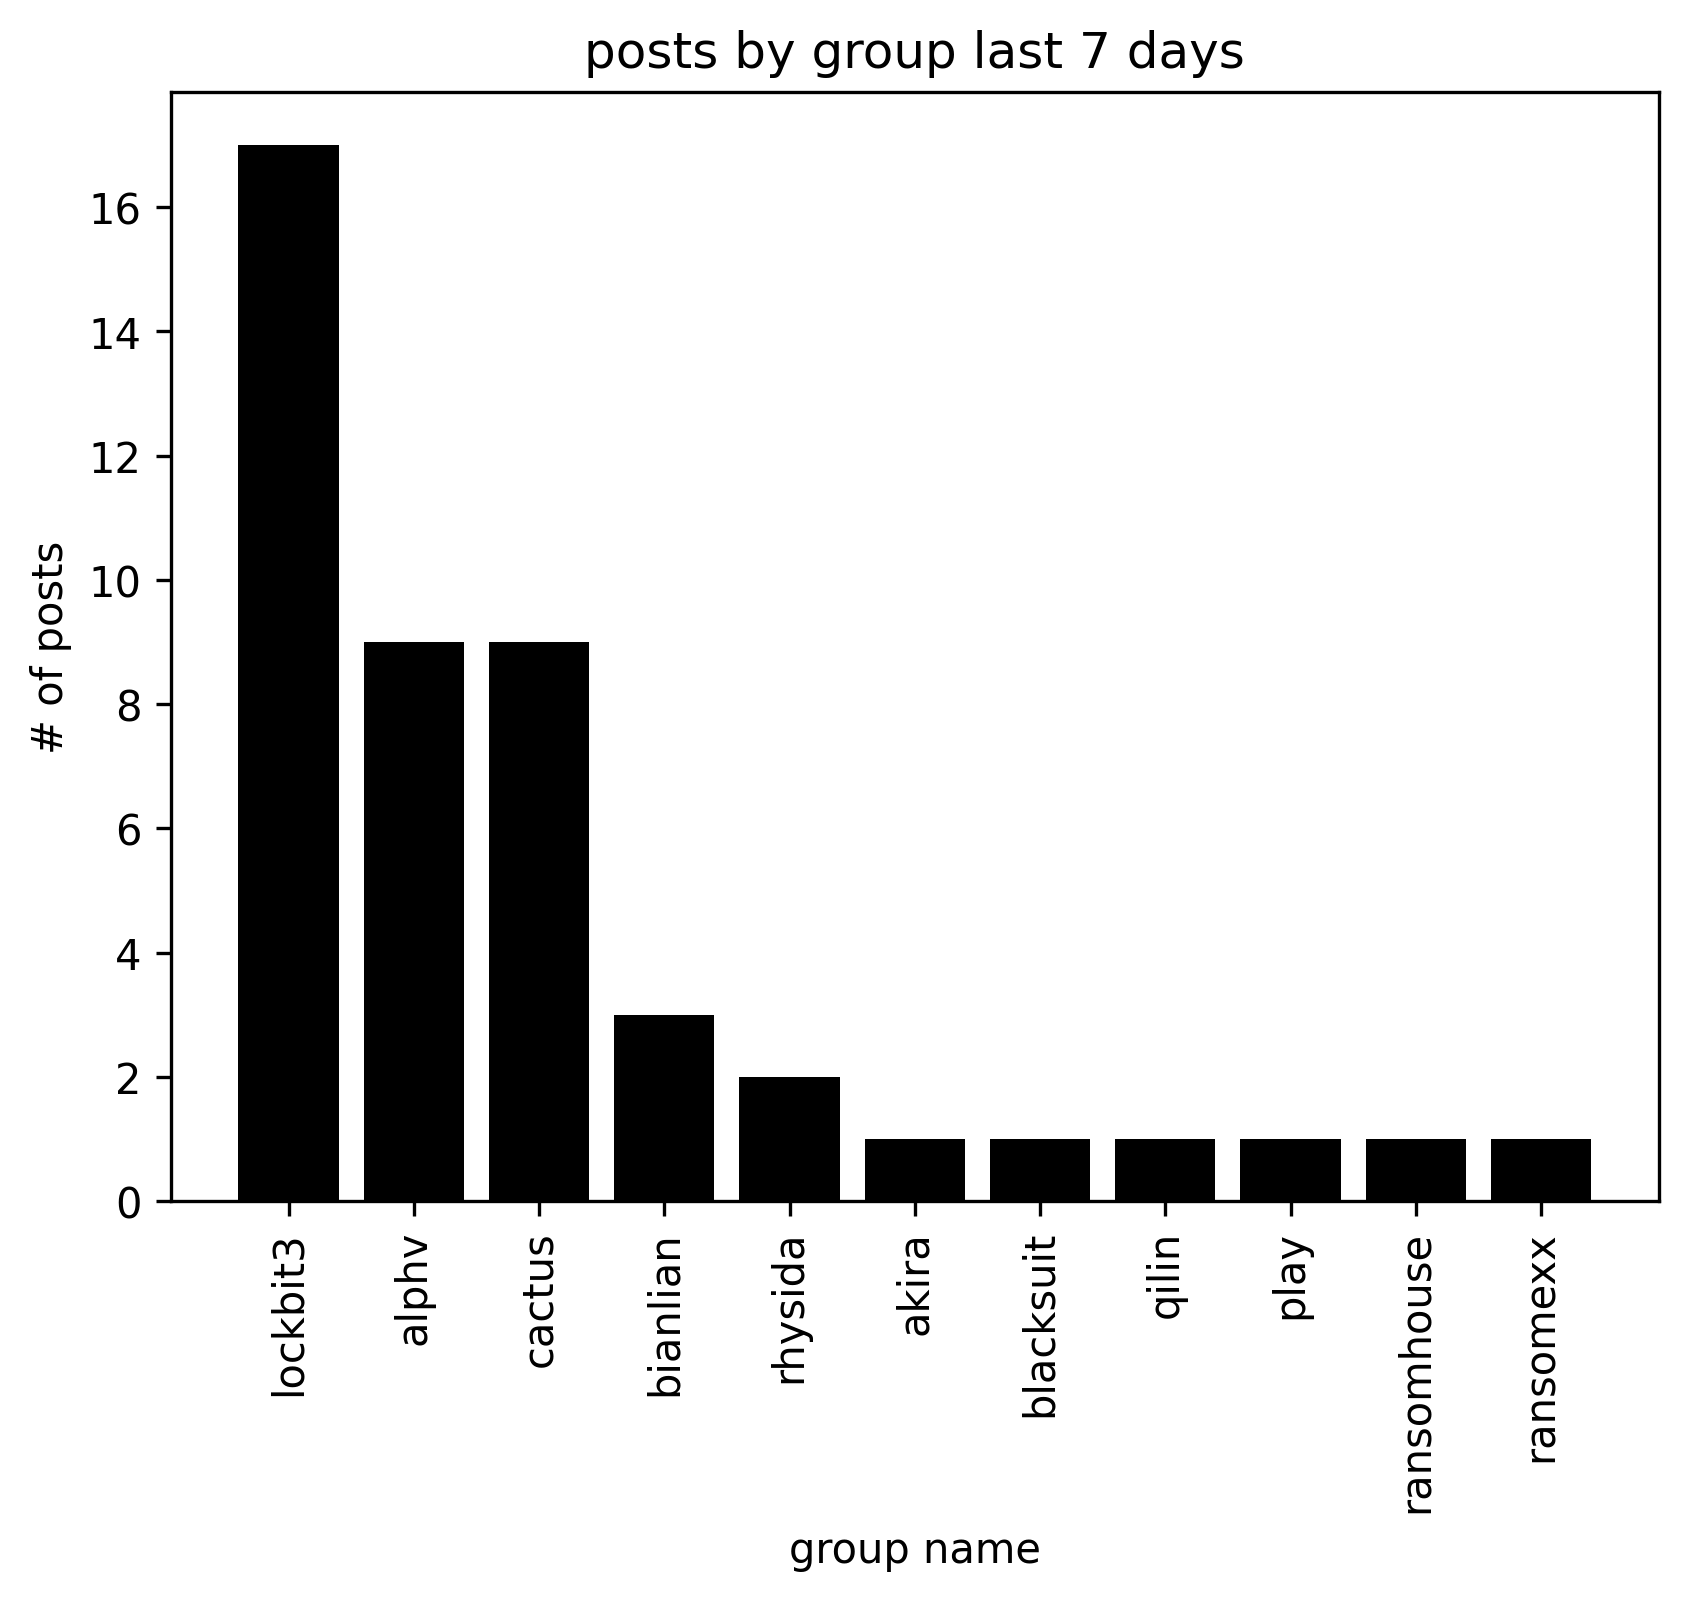 posts by group last 7 days
# of posts
16
14
12
10
8
6
4
2
0
lockbit3
alphv
cactus
bianlian
rhysida
akira
blacksuit
qilin
play
ransomhouse
ransomexx
group name